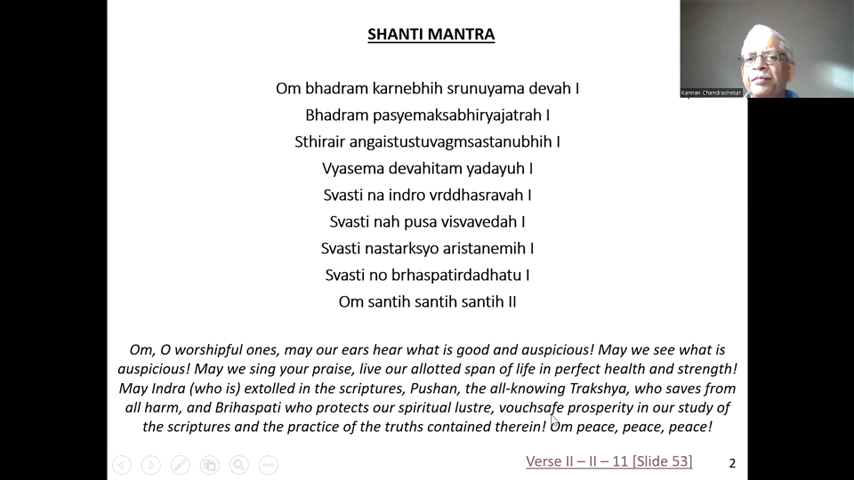 SHANTI MANTRA
Om bhadram karnebhih srunuyama devah I
Bhadram pasyemaksabhiryajatrah I
Sthirair angaistustuvagmsastanubhih I
Vyasema devahitam yadayuh I
Svasti na indro vrddhasravah I
Svasti nah pusa visvavedah I
Svasti nastarksyo aristanemih I
Svasti no brhaspatirdadhatu I
Om santih santih santih II
Om, O worshipful ones, may our ears hear what is good and auspicious! May we see what is
auspicious! May we sing your praise, live our allotted span of life in perfect health and strength!
May Indra (who is) extolled in the scriptures, Pushan, the all-knowing Trakshya, who saves from
all harm, and Brihaspati who protects our spiritual lustre, vouchsafe prosperity in our study of
the scriptures and the practice of the truths contained therein! Om peace, peace, peace!
Verse II – II – 11 [Slide 53]
2
Kannan Chandrashekar